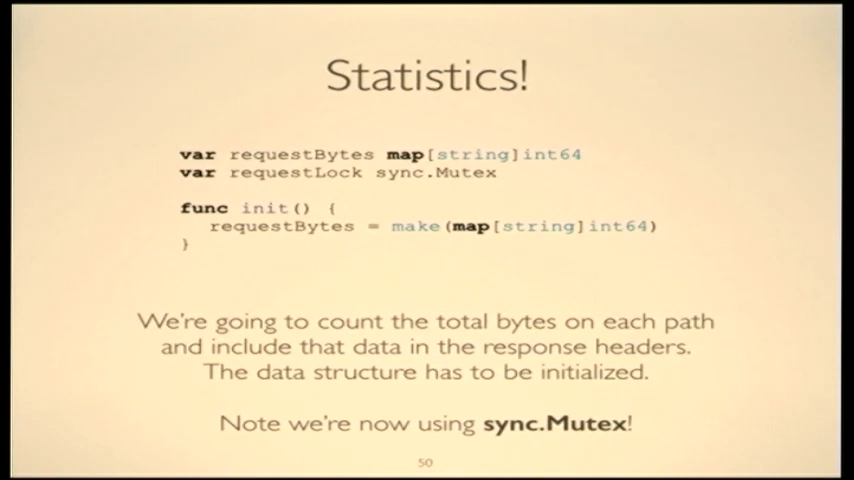 Statistics!
var requestBytes map[string]int64
var requestLock sync.Mutex
func init() {
requestBytes = make(map[string]int64)
}
We're going to count the total bytes on each path
and include that data in the response headers.
The data structure has to be initialized.
Note we're now using sync.Mutex!
50